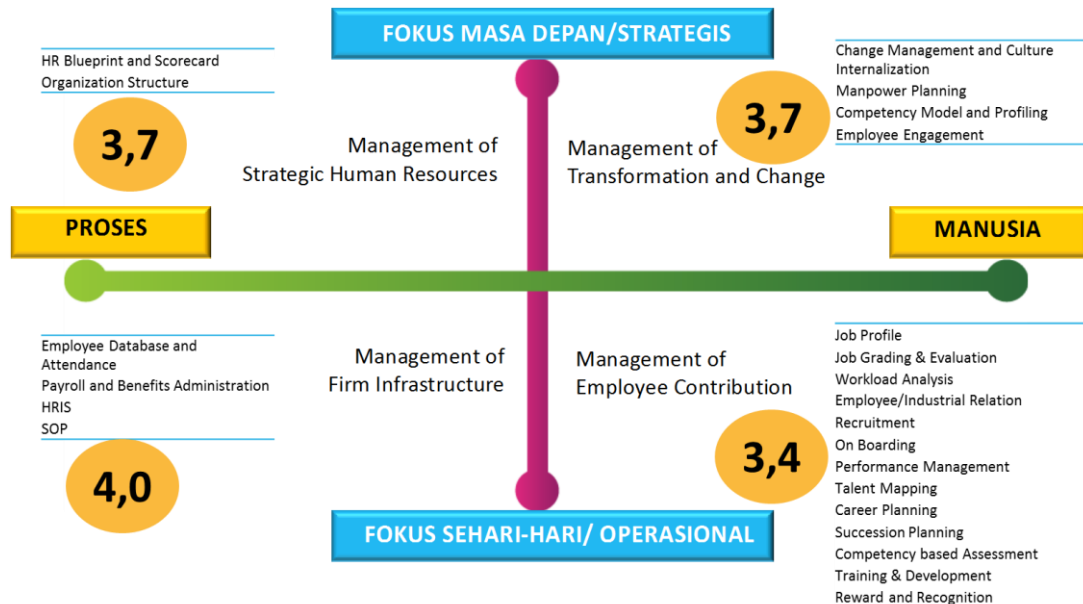 FOKUS MASA DEPAN/STRATEGIS
HR Blueprint and Scorecard
Organization Structure
3,7
Management of
Strategic Human Resources
Change Management and Culture
Internalization
Manpower Planning
Competency Model and Profiling
Employee Engagement
3,7
Management of
Transformation and Change
PROSES
MANUSIA
Employee Database and
Attendance
Payroll and Benefits Administration
HRIS
SOP
4,0
Management of
Firm Infrastructure
Management of
Employee Contribution
3,4
Job Profile
Job Grading & Evaluation
Workload Analysis
Employee/Industrial Relation
Recruitment
On Boarding
Performance Management
Talent Mapping
Career Planning
Succession Planning
Competency based Assessment
Training & Development
Reward and Recognition
FOKUS SEHARI-HARI/ OPERASIONAL